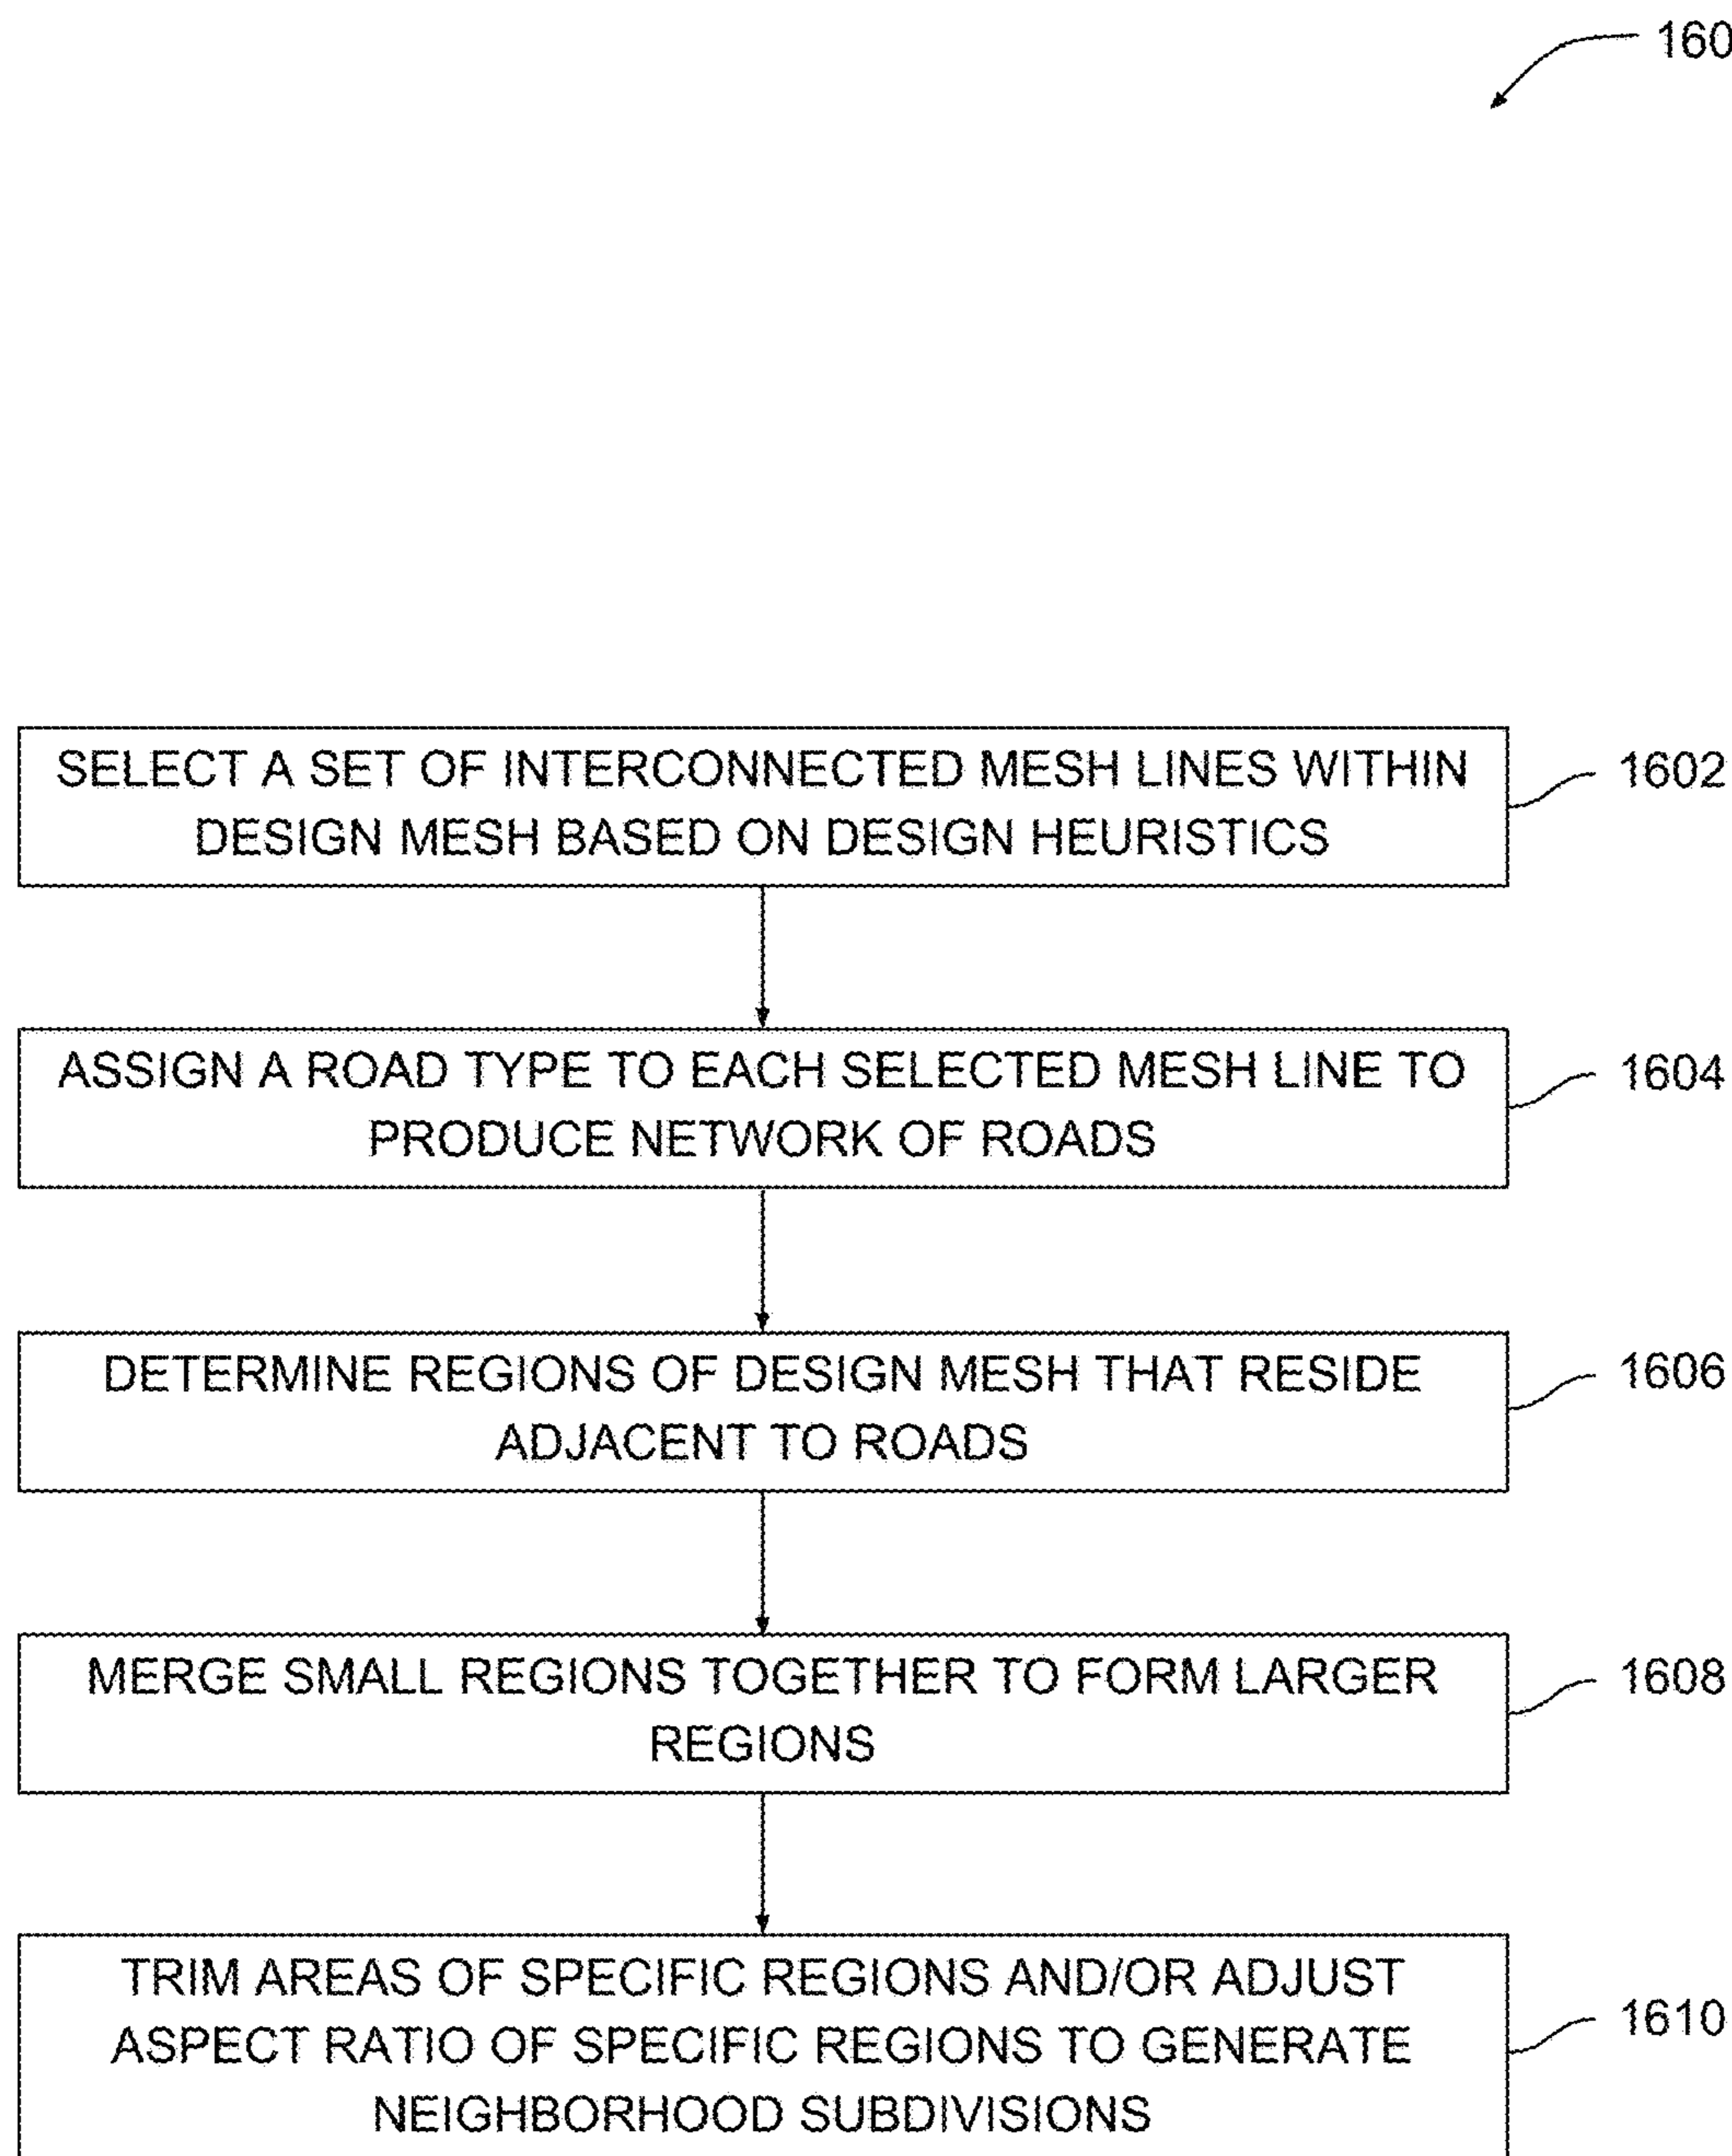 160
SELECT A SET OF INTERCONNECTED MESH LINES WITHIN
DESIGN MESH BASED ON DESIGN HEURISTICS
1602
ASSIGN A ROAD TYPE TO EACH SELECTED MESH LINE TO
PRODUCE NETWORK OF ROADS
1604
DETERMINE REGIONS OF DESIGN MESH THAT RESIDE
ADJACENT TO ROADS
1606
MERGE SMALL REGIONS TOGETHER TO FORM LARGER
REGIONS
1608
TRIM AREAS OF SPECIFIC REGIONS AND/OR ADJUST
ASPECT RATIO OF SPECIFIC REGIONS TO GENERATE
NEIGHBORHOOD SUBDIVISIONS
1610